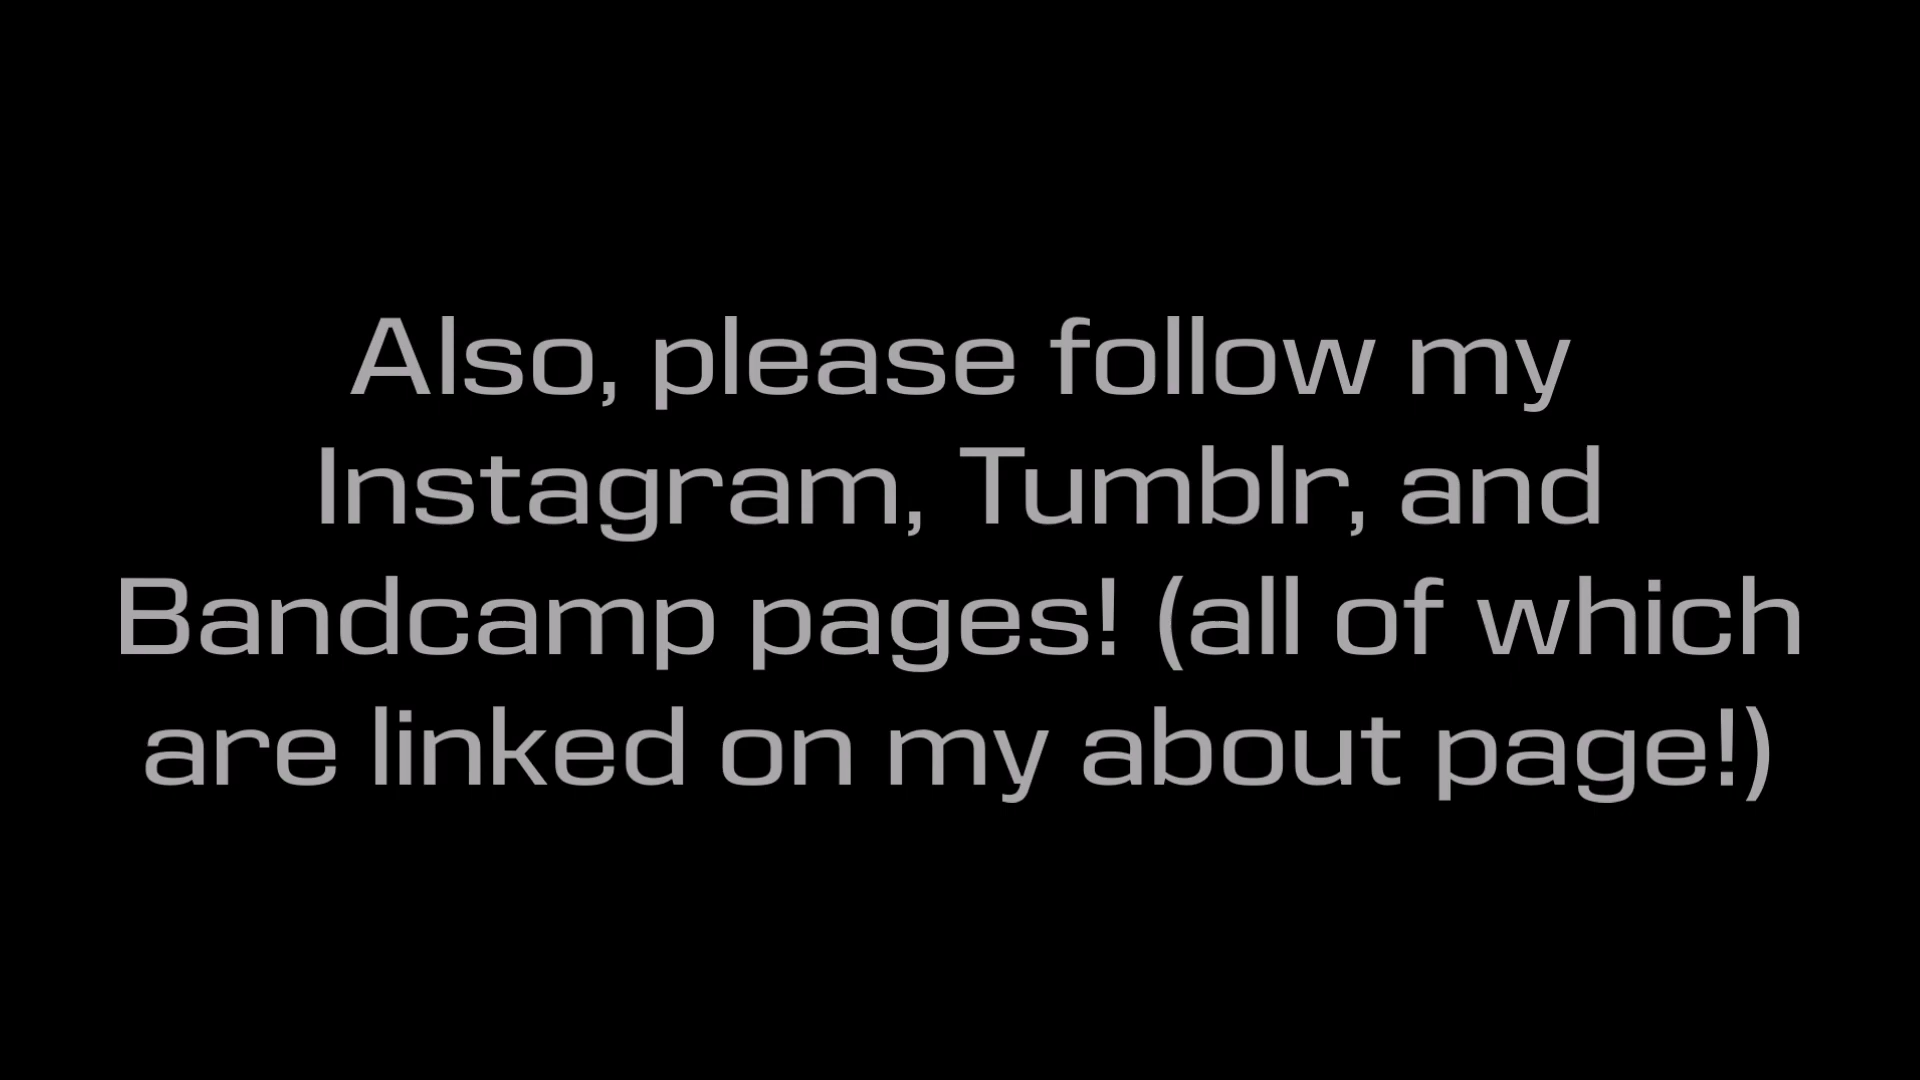 Also, please follow my
Instagram, Tumblr, and
Bandcamp pages! (all of which
are linked on my about page!)